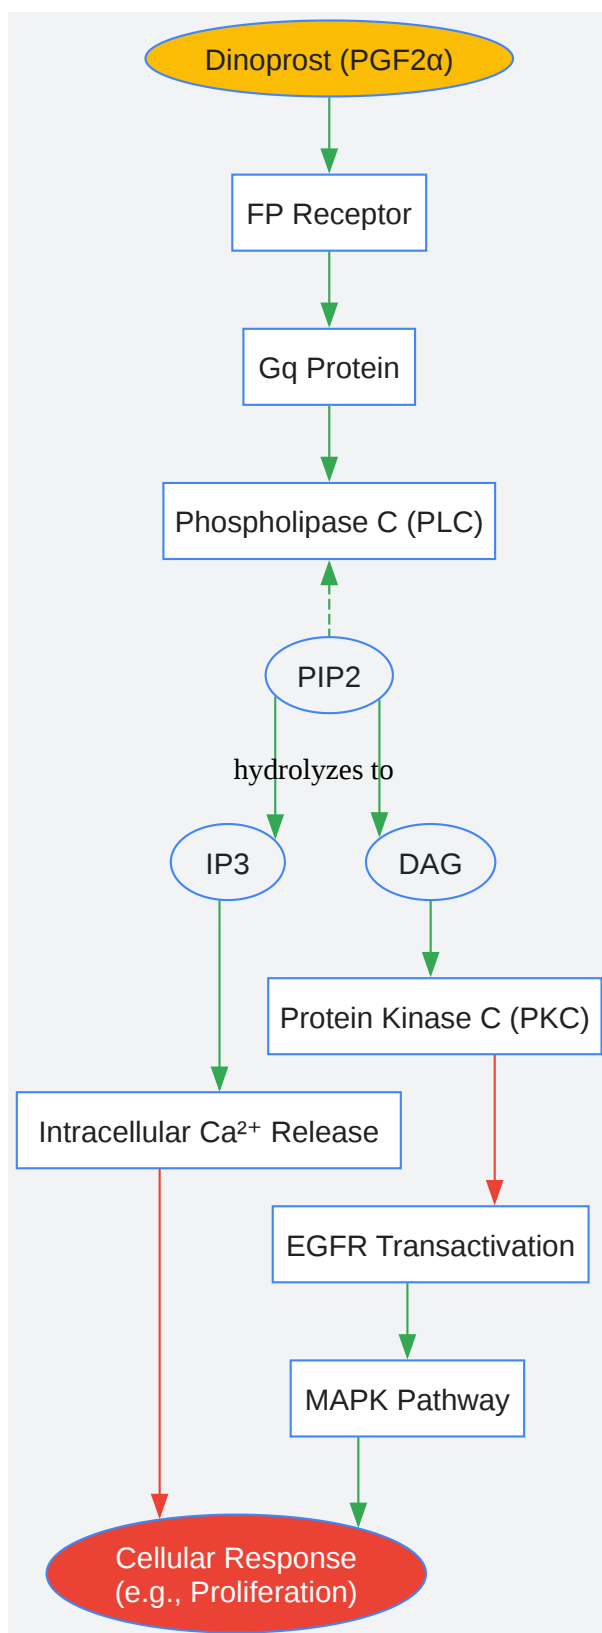 Dinoprost (PGF2α)
FP Receptor
Gq Protein
Phospholipase C (PLC)
PIP2
hydrolyzes to
IP3
DAG
Protein Kinase C (PKC)
Intracellular Ca²⁺ Release
EGFR Transactivation
MAPK Pathway
Cellular Response
(e.g., Proliferation)